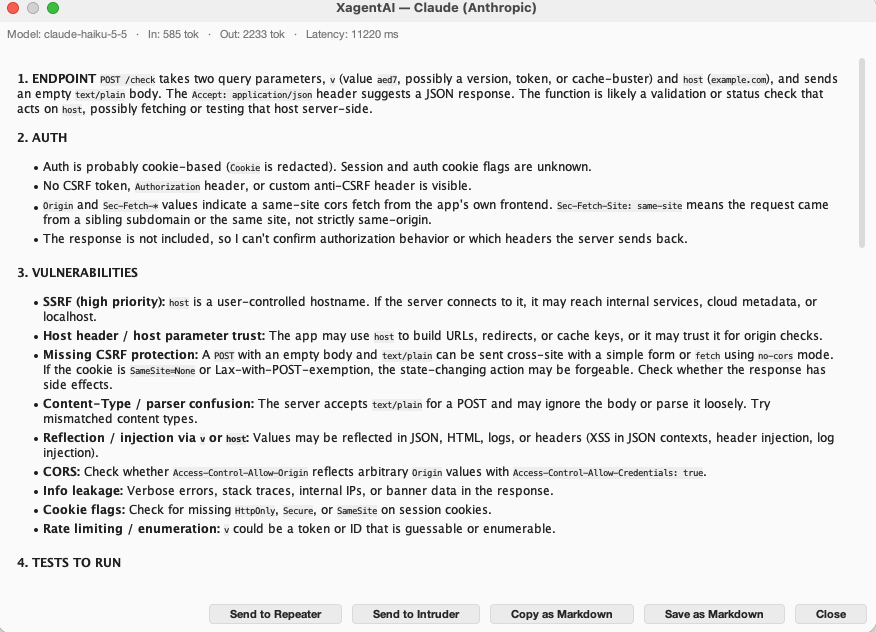 XagentAI — Claude (Anthropic)
Model: claude-haiku-5-5 · In: 585 tok · Out: 2233 tok · Latency: 11220 ms
1. ENDPOINT POST /check takes two query parameters, v (value aed7, possibly a version, token, or cache-buster) and host (example.com), and sends
an empty text/plain body. The Accept: application/json header suggests a JSON response. The function is likely a validation or status check that
acts on host, possibly fetching or testing that host server-side.
2. AUTH
• Auth is probably cookie-based (Cookie is redacted). Session and auth cookie flags are unknown.
• No CSRF token, Authorization header, or custom anti-CSRF header is visible.
• Origin and Sec-Fetch-* values indicate a same-site cors fetch from the app's own frontend. Sec-Fetch-Site: same-site means the request came
from a sibling subdomain or the same site, not strictly same-origin.
• The response is not included, so I can't confirm authorization behavior or which headers the server sends back.
3. VULNERABILITIES
• SSRF (high priority): host is a user-controlled hostname. If the server connects to it, it may reach internal services, cloud metadata, or
localhost.
• Host header / host parameter trust: The app may use host to build URLs, redirects, or cache keys, or it may trust it for origin checks.
• Missing CSRF protection: A POST with an empty body and text/plain can be sent cross-site with a simple form or fetch using no-cors mode.
If the cookie is SameSite=None or Lax-with-POST-exemption, the state-changing action may be forgeable. Check whether the response has
side effects.
• Content-Type / parser confusion: The server accepts text/plain for a POST and may ignore the body or parse it loosely. Try
mismatched content types.
• Reflection / injection via v or host: Values may be reflected in JSON, HTML, logs, or headers (XSS in JSON contexts, header injection, log
injection).
• CORS: Check whether Access-Control-Allow-Origin reflects arbitrary Origin values with Access-Control-Allow-Credentials: true.
• Info leakage: Verbose errors, stack traces, internal IPs, or banner data in the response.
• Cookie flags: Check for missing HttpOnly, Secure, or SameSite on session cookies.
• Rate limiting / enumeration: v could be a token or ID that is guessable or enumerable.
4. TESTS TO RUN
Send to Repeater Send to Intruder Copy as Markdown Save as Markdown Close